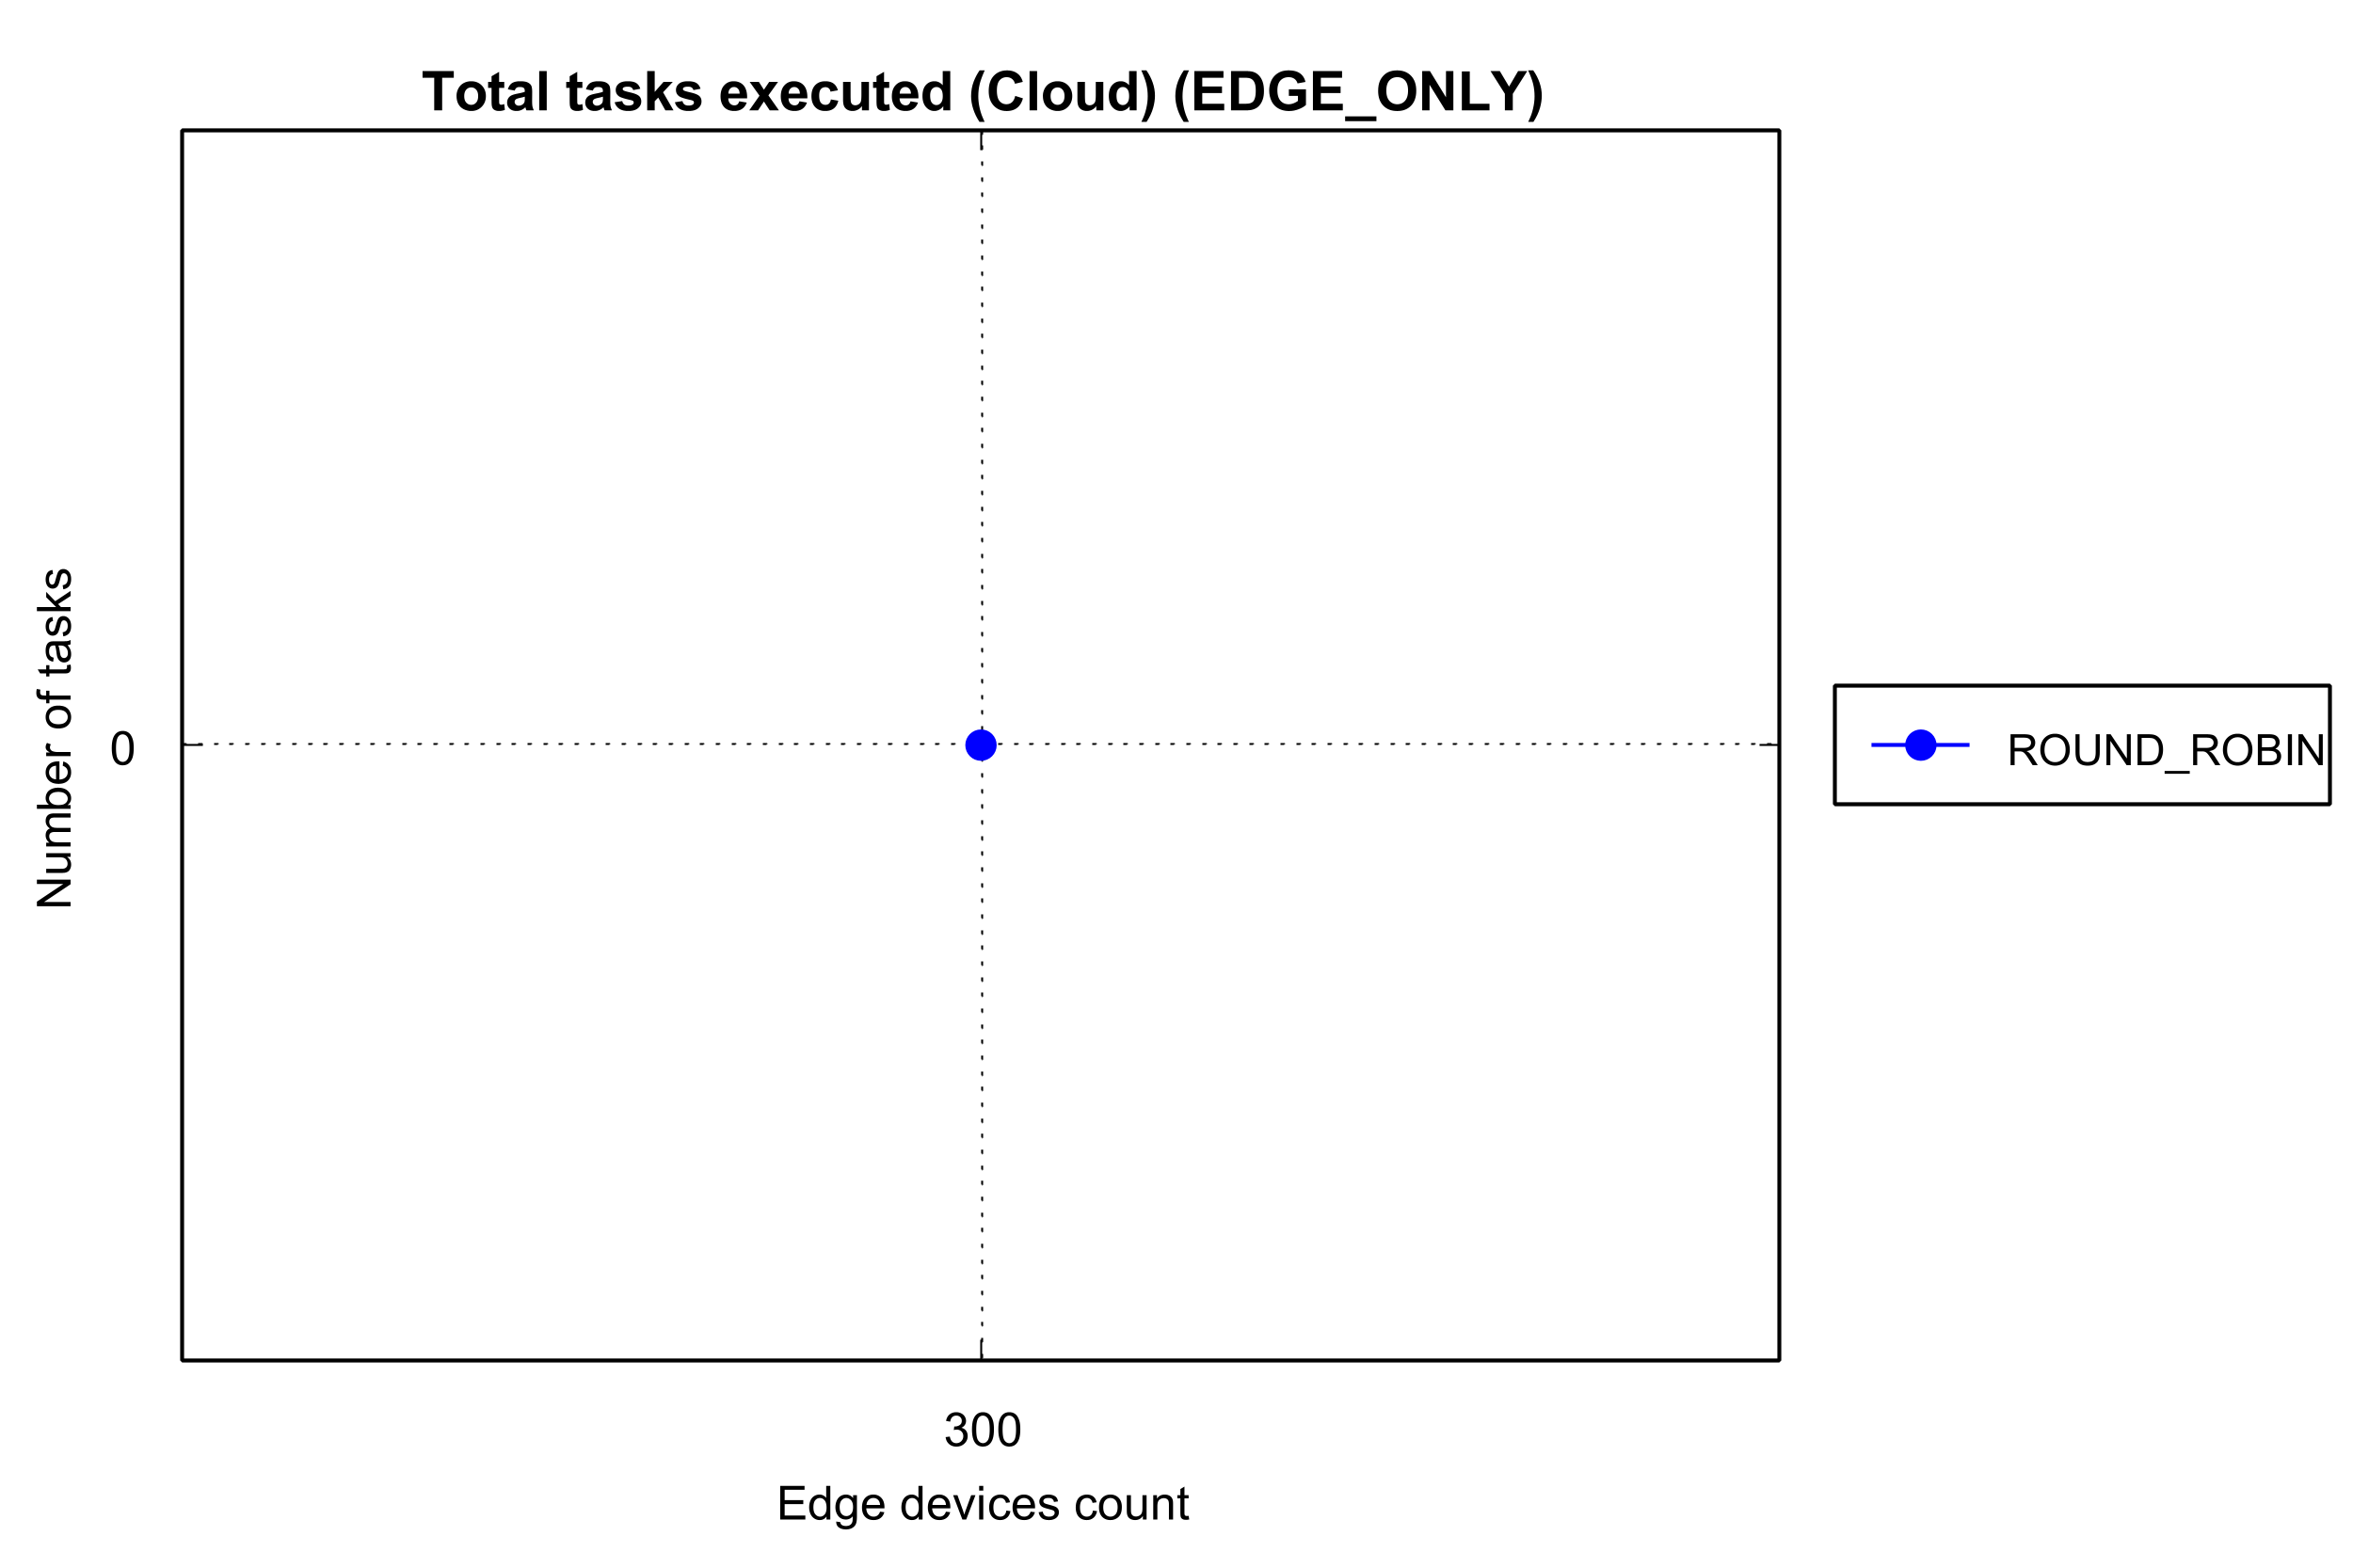 Total tasks executed (Cloud) (EDGE_ONLY)
Number of tasks
0
ROUND_ROBIN
300
Edge devices count